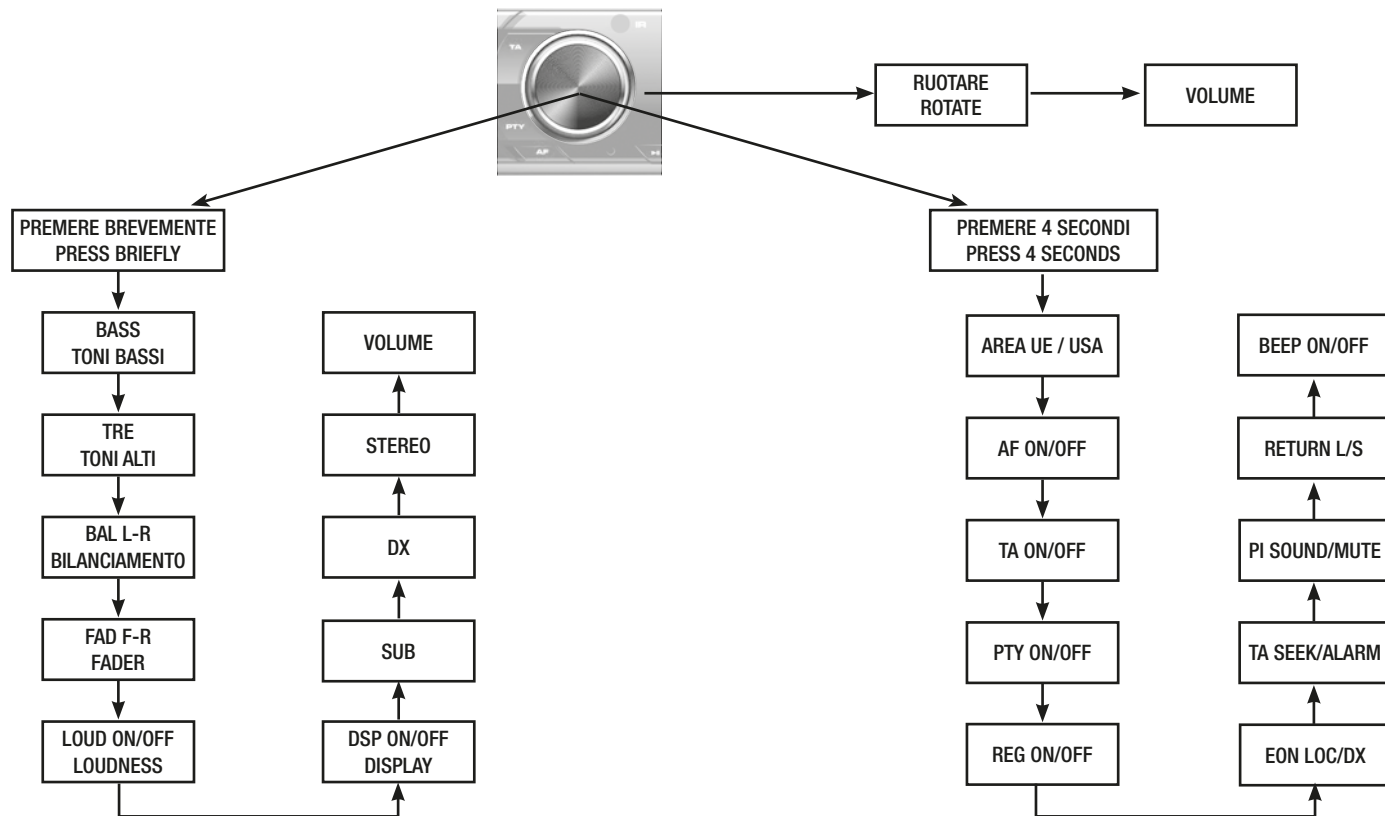 IR
TA
PTY
AF
RUOTARE
ROTATE
VOLUME
PREMERE BREVEMENTE
PRESS BRIEFLY
BASS
TONI BASSI
TRE
TONI ALTI
BAL L-R
BILANCIAMENTO
FAD F-R
FADER
LOUD ON/OFF
LOUDNESS
DSP ON/OFF
DISPLAY
SUB
DX
STEREO
VOLUME
PREMERE 4 SECONDI
PRESS 4 SECONDS
AREA UE / USA
AF ON/OFF
TA ON/OFF
PTY ON/OFF
REG ON/OFF
EON LOC/DX
TA SEEK/ALARM
PI SOUND/MUTE
RETURN L/S
BEEP ON/OFF